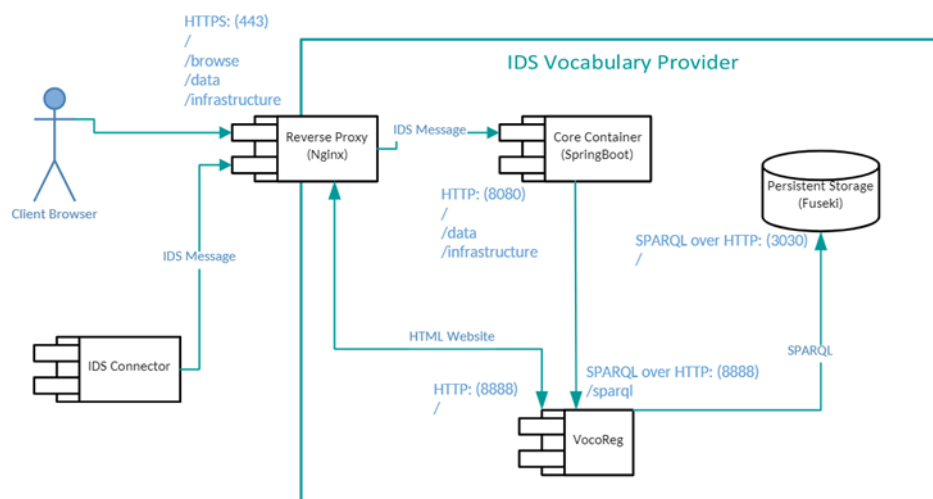 HTTPS: (443)
/
/browse
/data
/infrastructure
IDS Vocabulary Provider
Reverse Proxy
(Nginx)
IDS Message
Core Container
(SpringBoot)
Persistent Storage
(Fuseki)
Client Browser
HTTP: (8080)
/
/data
/infrastructure
SPARQL over HTTP: (3030)
/
IDS Message
HTML Website
SPARQL
IDS Connector
HTTP: (8888)
/
SPARQL over HTTP: (8888)
/sparql
VocoReg